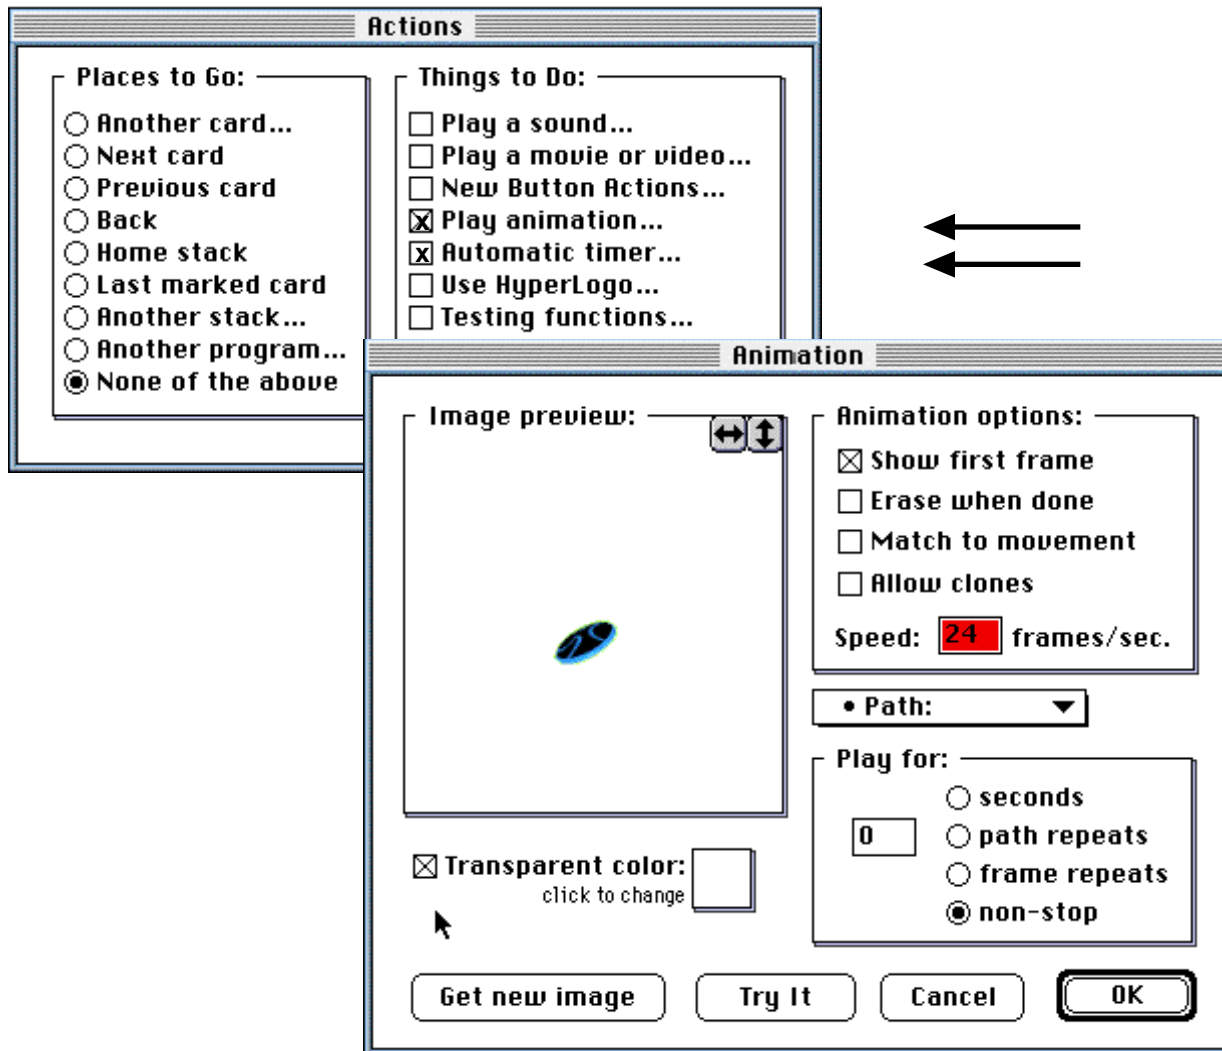 Actions
Places to Go:
Another card...
Next card
Previous card
Back
Home stack
Last marked card
Another stack...
Another program...
None of the above
Things to Do:
Play a sound...
Play a movie or video...
New Button Actions...
Play animation...
Automatic timer...
Use HyperLogo...
Testing functions...
Animation
Image preview:
Transparent color:
click to change
Animation options:
Show first frame
Erase when done
Match to movement
Allow clones
Speed: 24 frames/sec.
• Path:
Play for:
0
seconds
path repeats
frame repeats
non-stop
Get new image
Try It
Cancel
OK